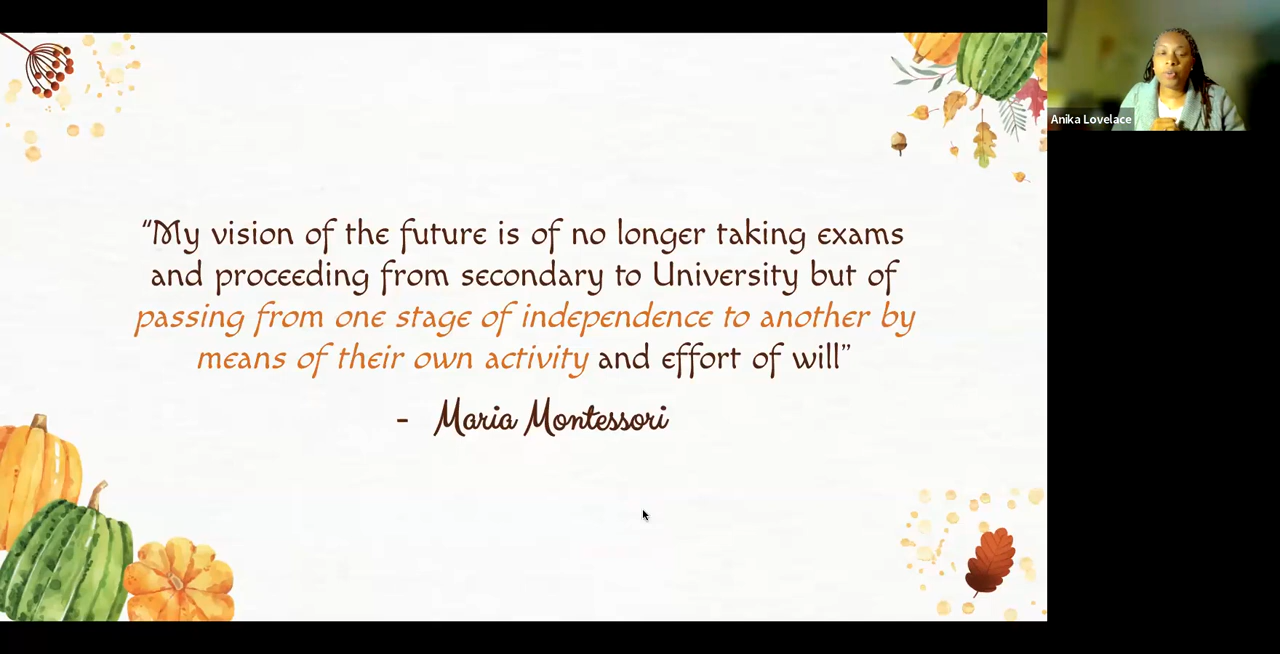 “My vision of the future is of no longer taking exams
and proceeding from secondary to University but of
passing from one stage of independence to another by
means of their own activity and effort of will”
- Maria Montessori
Anika Lovelace